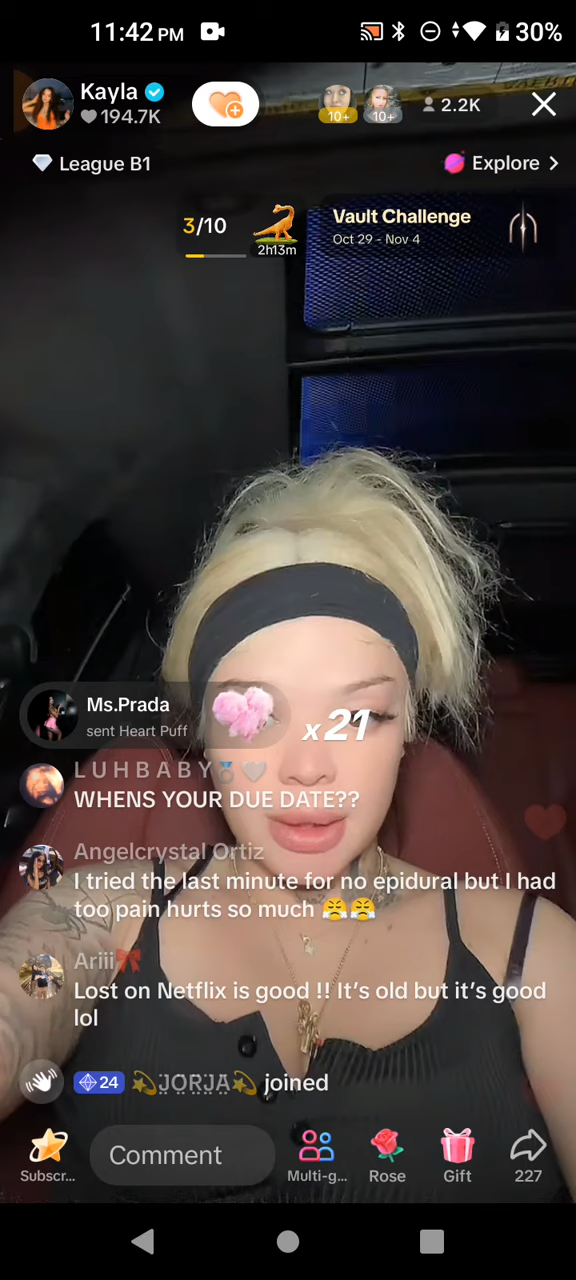 11:42 PM
30%
Kayla
194.7K
10+
10+
2.2K
League B1
Explore
3/10
2h13m
Vault Challenge
Oct 29 - Nov 4
Ms.Prada
sent Heart Puff
x21
L U H B A B Y🥈🤍
WHENS YOUR DUE DATE??
Angelcrystal Ortiz
I tried the last minute for no epidural but I had
too pain hurts so much 😤😤
Ariii🎀
Lost on Netflix is good !! It’s old but it’s good
lol
24 💫J̤O̤R̤J̤A̤💫 joined
Subscr...
Comment
Multi-g...
Rose
Gift
227